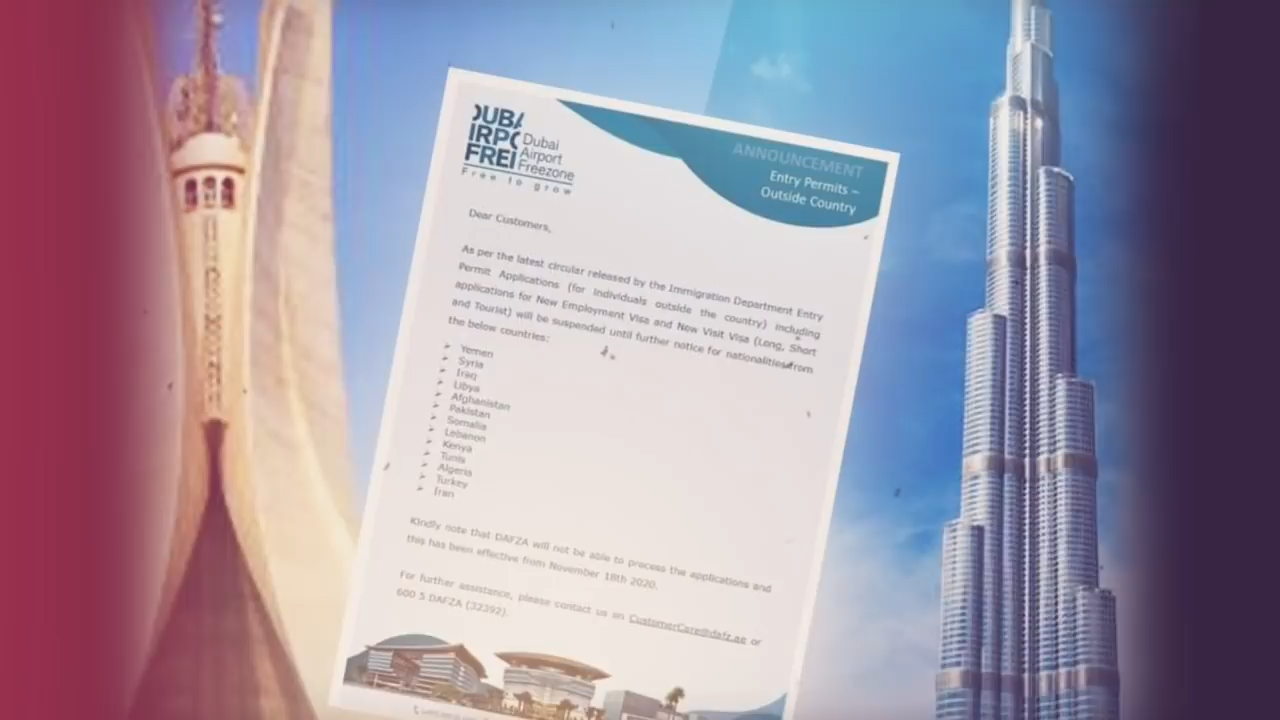 DUBA
IRPO
FREI
Dubai
Airport
Freezone
Free to grow
ANNOUNCEMENT
Entry Permits –
Outside Country
Dear Customers,
As per the latest circular released by the Immigration Department Entry
Permit Applications (for individuals outside the country) including
applications for New Employment Visa and New Visit Visa (Long, Short
and Tourist) will be suspended until further notice for nationalities from
the below countries:
➢ Yemen
➢ Syria
➢ Iraq
➢ Libya
➢ Afghanistan
➢ Pakistan
➢ Somalia
➢ Lebanon
➢ Kenya
➢ Tunis
➢ Algeria
➢ Turkey
➢ Iran
Kindly note that DAFZA will not be able to process the applications and
this has been effective from November 18th 2020.
For further assistance, please contact us on CustomerCare@dafz.ae or
600 5 DAFZA (32392).